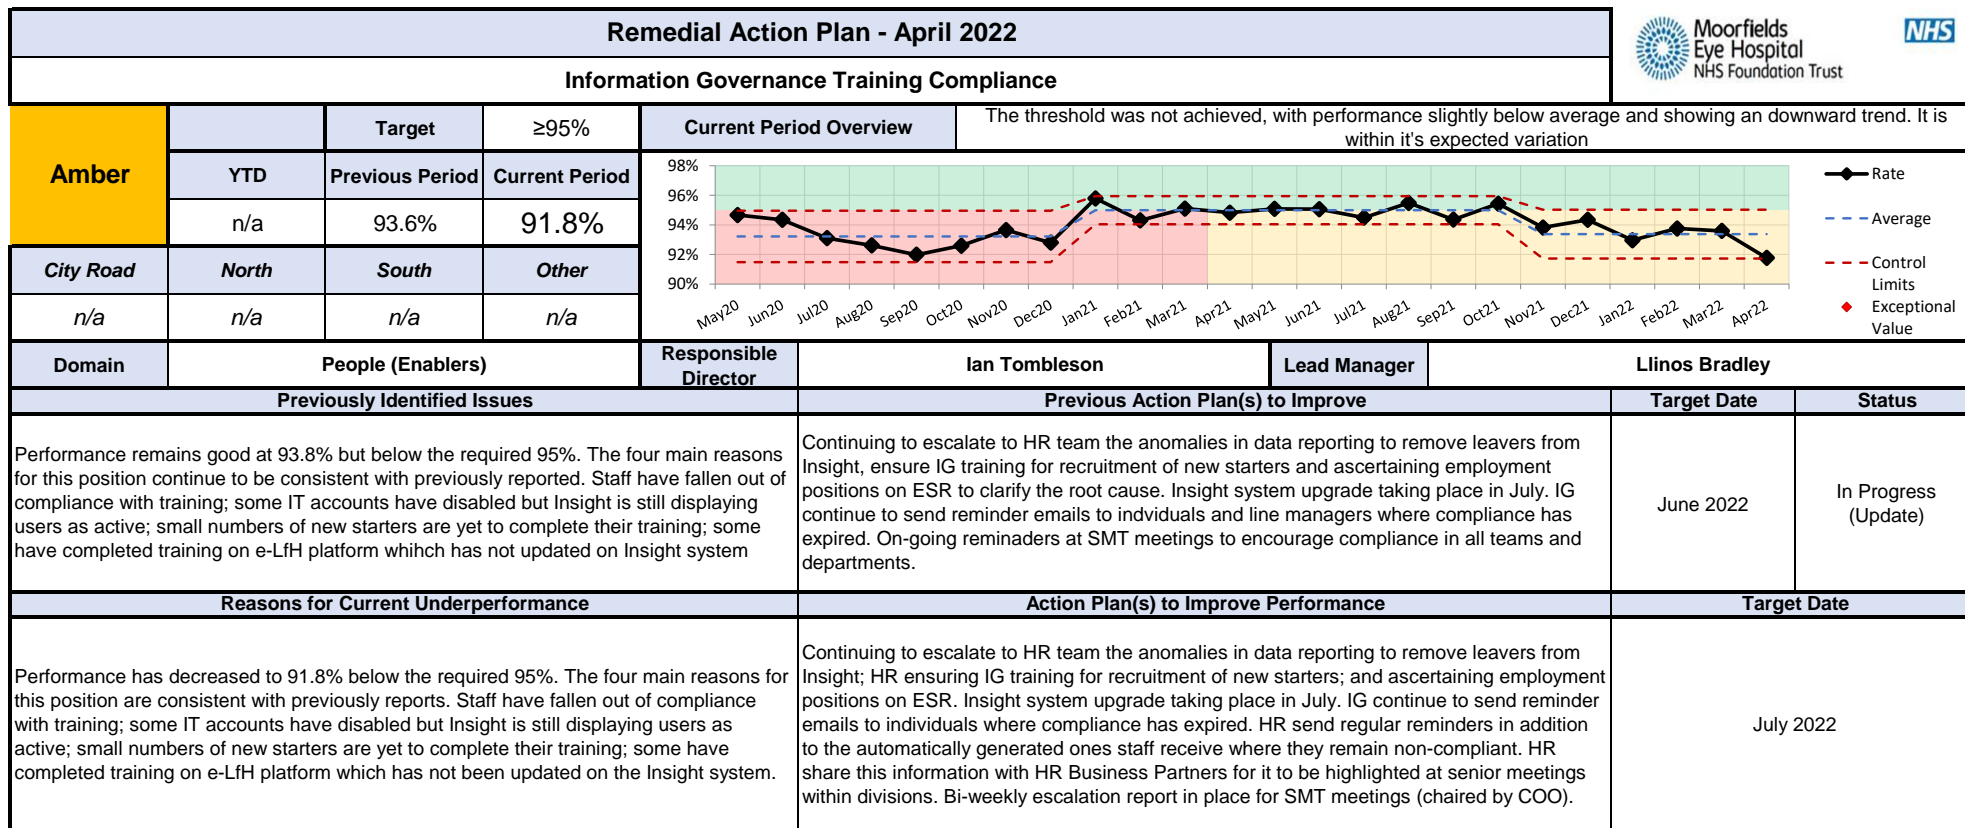 Remedial Action Plan - April 2022
Moorfields
Eye Hospital
NHS Foundation Trust
NHS
Information Governance Training Compliance
Amber
Target
≥95%
Current Period Overview
The threshold was not achieved, with performance slightly below average and showing an downward trend. It is
within it's expected variation
YTD
Previous Period
Current Period
n/a
93.6%
91.8%
City Road
North
South
Other
n/a
n/a
n/a
n/a
98%
96%
94%
92%
90%
May20
Jun20
Jul20
Aug20
Sep20
Oct20
Nov20
Dec20
Jan21
Feb21
Mar21
Apr21
May21
Jun21
Jul21
Aug21
Sep21
Oct21
Nov21
Dec21
Jan22
Feb22
Mar22
Apr22
Rate
Average
Control
Limits
Exceptional
Value
Domain
People (Enablers)
Responsible
Director
Ian Tombleson
Lead Manager
Llinos Bradley
Previously Identified Issues
Previous Action Plan(s) to Improve
Target Date
Status
Performance remains good at 93.8% but below the required 95%. The four main reasons
for this position continue to be consistent with previously reported. Staff have fallen out of
compliance with training; some IT accounts have disabled but Insight is still displaying
users as active; small numbers of new starters are yet to complete their training; some
have completed training on e-LfH platform whihch has not updated on Insight system
Continuing to escalate to HR team the anomalies in data reporting to remove leavers from
Insight, ensure IG training for recruitment of new starters and ascertaining employment
positions on ESR to clarify the root cause. Insight system upgrade taking place in July. IG
continue to send reminder emails to indviduals and line managers where compliance has
expired. On-going reminaders at SMT meetings to encourage compliance in all teams and
departments.
June 2022
In Progress
(Update)
Reasons for Current Underperformance
Action Plan(s) to Improve Performance
Target Date
Performance has decreased to 91.8% below the required 95%. The four main reasons for
this position are consistent with previously reports. Staff have fallen out of compliance
with training; some IT accounts have disabled but Insight is still displaying users as
active; small numbers of new starters are yet to complete their training; some have
completed training on e-LfH platform which has not been updated on the Insight system.
Continuing to escalate to HR team the anomalies in data reporting to remove leavers from
Insight; HR ensuring IG training for recruitment of new starters; and ascertaining employment
positions on ESR. Insight system upgrade taking place in July. IG continue to send reminder
emails to individuals where compliance has expired. HR send regular reminders in addition
to the automatically generated ones staff receive where they remain non-compliant. HR
share this information with HR Business Partners for it to be highlighted at senior meetings
within divisions. Bi-weekly escalation report in place for SMT meetings (chaired by COO).
July 2022